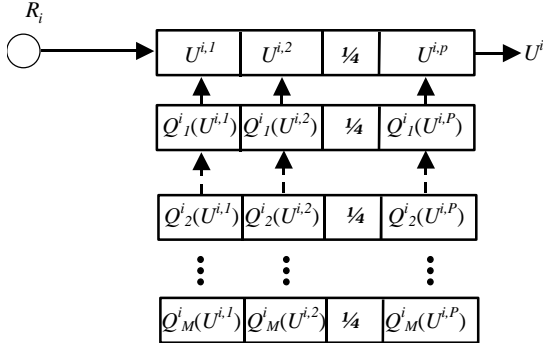 R_i
U^{i,1} U^{i,2} ¼ U^{i,p} U^i
Q^i_1(U^{i,1}) Q^i_1(U^{i,2}) ¼ Q^i_1(U^{i,P})
Q^i_2(U^{i,1}) Q^i_2(U^{i,2}) ¼ Q^i_2(U^{i,P})
Q^i_M(U^{i,1}) Q^i_M(U^{i,2}) ¼ Q^i_M(U^{i,P})